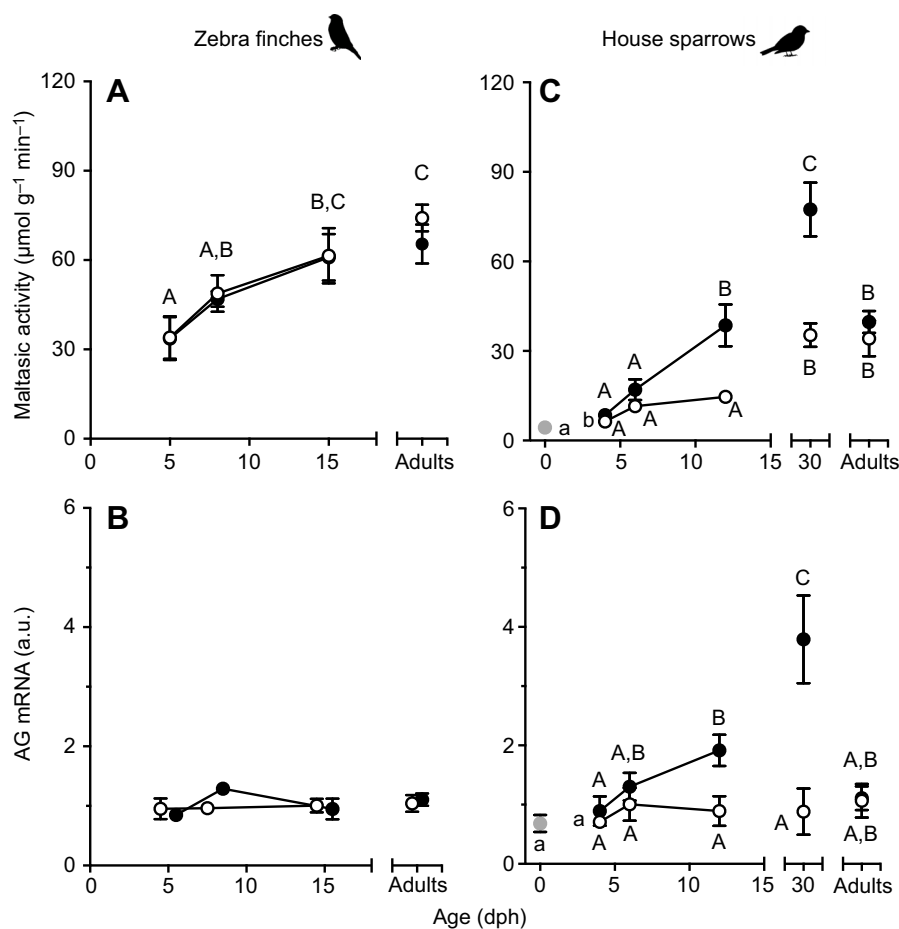 Zebra finches
House sparrows
A
C
120
90
60
30
0
Maltasic activity (µmol g⁻¹ min⁻¹)
A
A,B
B,C
C
0
5
10
15
Adults
120
90
60
30
0
a
b
A
A
A
A
B
A
C
B
B
B
0
5
10
15
30
Adults
B
D
6
4
2
0
AG mRNA (a.u.)
0
5
10
15
Adults
6
4
2
0
a
a
A
A
A,B
A
B
A
C
A
A,B
A,B
0
5
10
15
30
Adults
Age (dph)